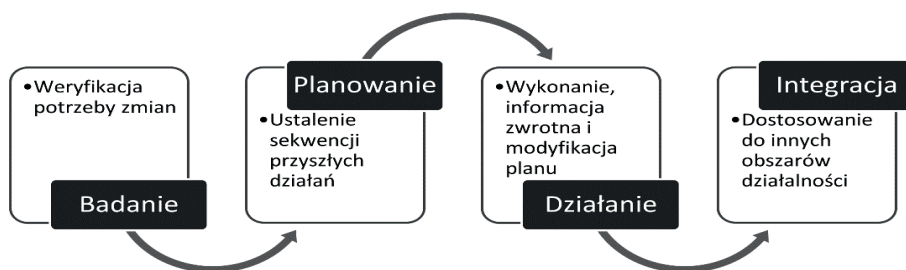 •Weryfikacja
potrzeby zmian
Badanie
Planowanie
•Ustalenie
sekwencji
przyszłych
działań
•Wykonanie,
informacja
zwrotna i
modyfikacja
planu
Działanie
Integracja
•Dostosowanie
do innych
obszarów
działalności